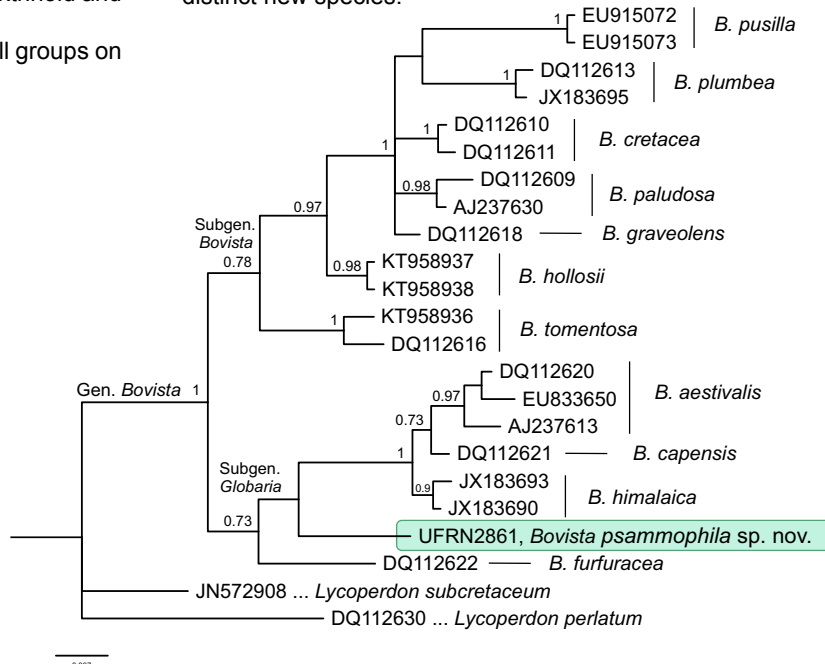 ll groups on
distinct new species.
EU915072
B. pusilla
EU915073
1
DQ112613
B. plumbea
JX183695
1
DQ112610
B. cretacea
DQ112611
1
1
DQ112609
B. paludosa
AJ237630
0.98
DQ112618
B. graveolens
0.97
KT958937
B. hollosii
KT958938
0.98
Subgen.
Bovista
0.78
KT958936
B. tomentosa
DQ112616
1
DQ112620
B. aestivalis
EU833650
AJ237613
0.97
Gen. Bovista 1
0.73
DQ112621
B. capensis
1
JX183693
B. himalaica
JX183690
0.9
Subgen.
Globaria
0.73
UFRN2861, Bovista psammophila sp. nov.
DQ112622
B. furfuracea
JN572908 ... Lycoperdon subcretaceum
DQ112630 ... Lycoperdon perlatum